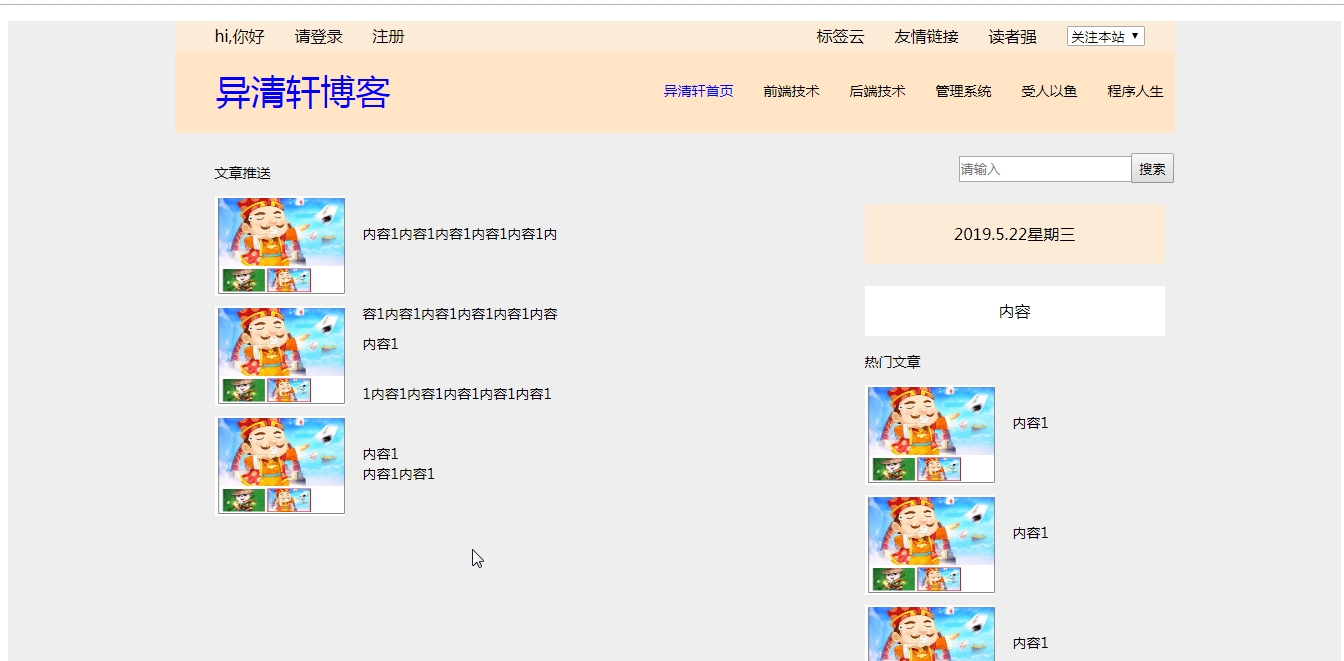 hi,你好 请登录 注册 标签云 友情链接 读者强 关注本站
异清轩博客 异清轩首页 前端技术 后端技术 管理系统 受人以鱼 程序人生
文章推送
内容1内容1内容1内容1内容1内
容1内容1内容1内容1内容1内容
内容1
1内容1内容1内容1内容1内容1
内容1
内容1内容1
请输入 搜索
2019.5.22星期三
内容
热门文章
内容1
内容1
内容1